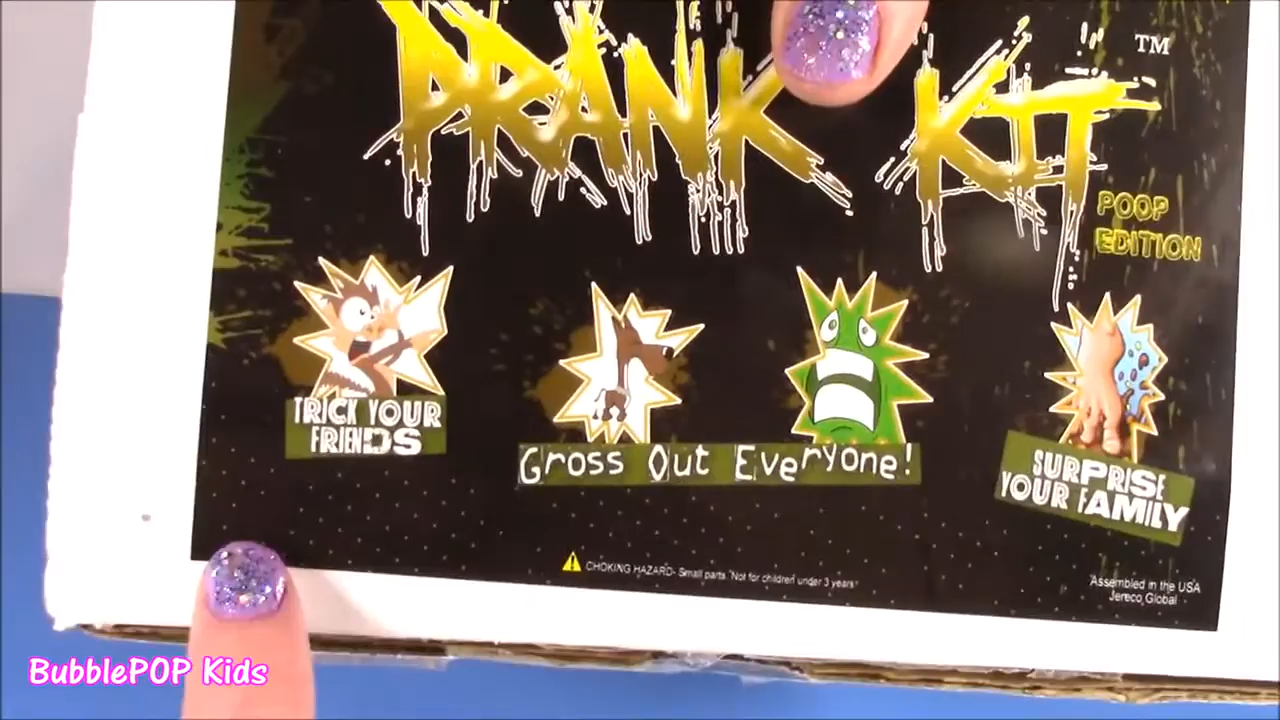 PRANK KIT TM
POOP
EDITION
TRICK YOUR
FRIENDS
Gross Out Everyone!
SURPRISE
YOUR FAMILY
CHOKING HAZARD- Small parts. Not for children under 3 years
Assembled in the USA
Jereco Global
BubblePOP Kids